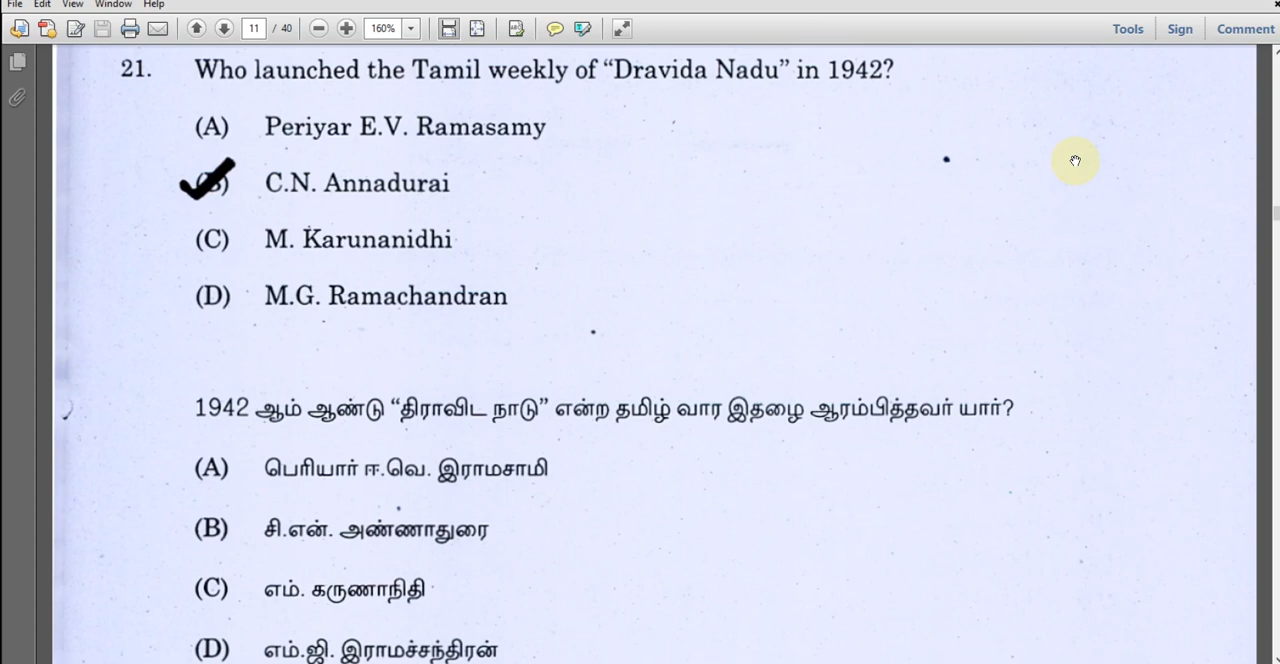 File Edit View Window Help
11 / 40 160% Tools Sign Comment
21. Who launched the Tamil weekly of “Dravida Nadu” in 1942?
(A) Periyar E.V. Ramasamy
(B) C.N. Annadurai
(C) M. Karunanidhi
(D) M.G. Ramachandran
1942 ஆம் ஆண்டு “திராவிட நாடு” என்ற தமிழ் வார இதழை ஆரம்பித்தவர் யார்?
(A) பெரியார் ஈ.வெ. இராமசாமி
(B) சி.என். அண்ணாதுரை
(C) எம். கருணாநிதி
(D) எம்.ஜி. இராமச்சந்திரன்